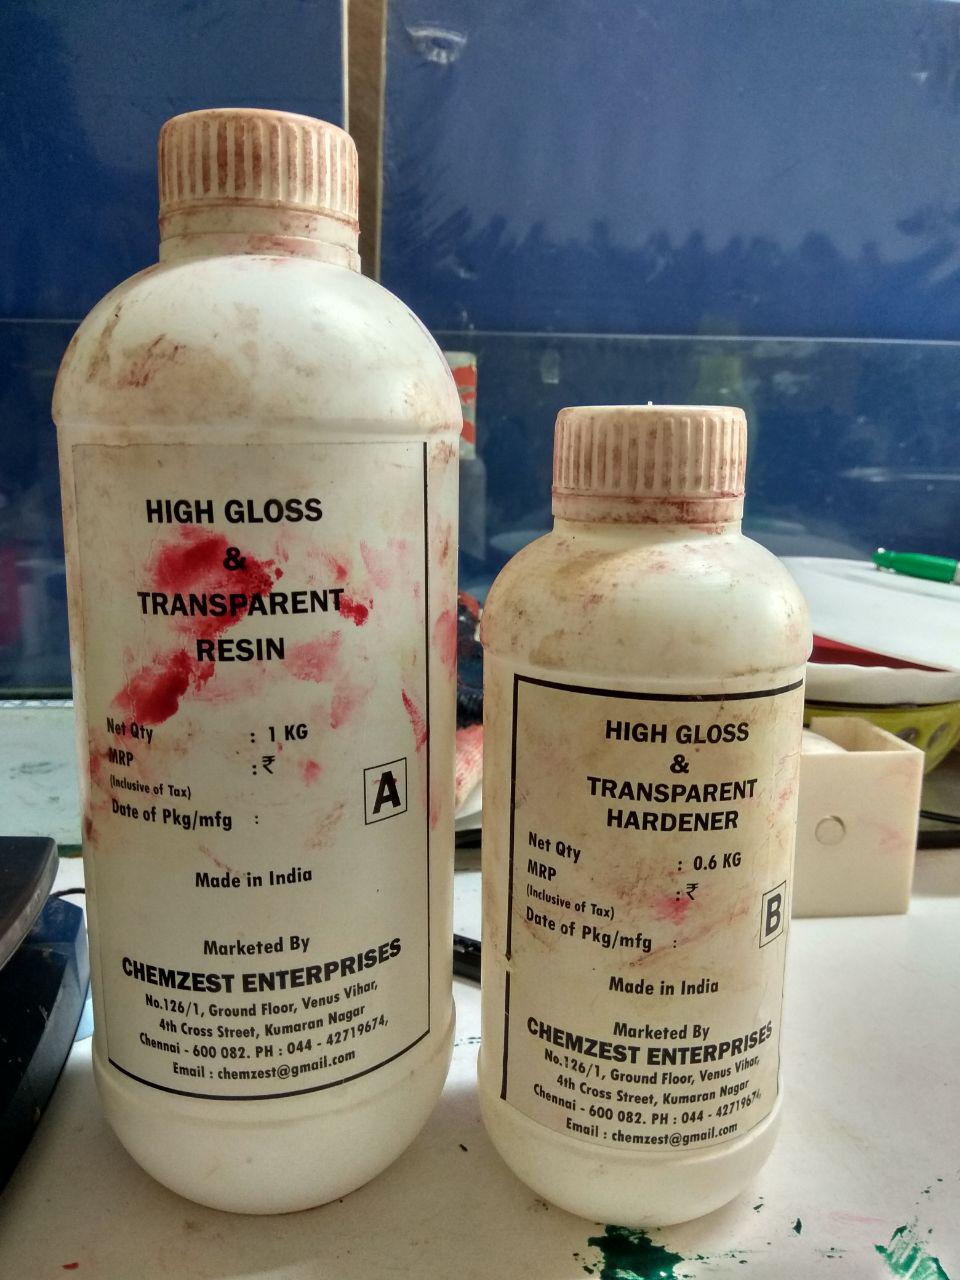 HIGH GLOSS
&
TRANSPARENT
RESIN
Net Qty : 1 KG
MRP : ₹
(Inclusive of Tax)
Date of Pkg/mfg :
A
Made in India
Marketed By
CHEMZEST ENTERPRISES
No.126/1, Ground Floor, Venus Vihar,
4th Cross Street, Kumaran Nagar
Chennai - 600 082. PH : 044 - 42719674,
Email : chemzest@gmail.com
HIGH GLOSS
&
TRANSPARENT
HARDENER
Net Qty : 0.6 KG
MRP : ₹
(Inclusive of Tax)
Date of Pkg/mfg :
B
Made in India
Marketed By
CHEMZEST ENTERPRISES
No.126/1, Ground Floor, Venus Vihar,
4th Cross Street, Kumaran Nagar
Chennai - 600 082. PH : 044 - 42719674,
Email : chemzest@gmail.com